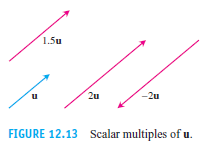 1.5u
u
2u
−2u
FIGURE 12.13 Scalar multiples of u.